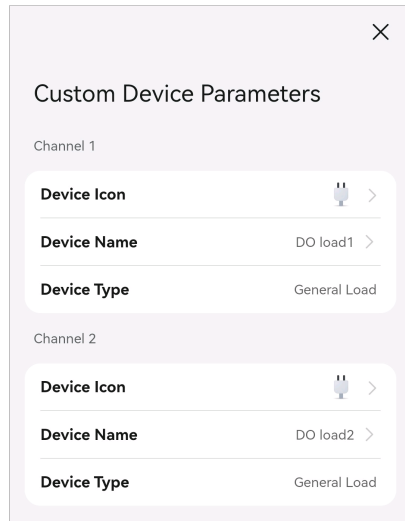 Custom Device Parameters
Channel 1
Device Icon
Device Name DO load1
Device Type General Load
Channel 2
Device Icon
Device Name DO load2
Device Type General Load